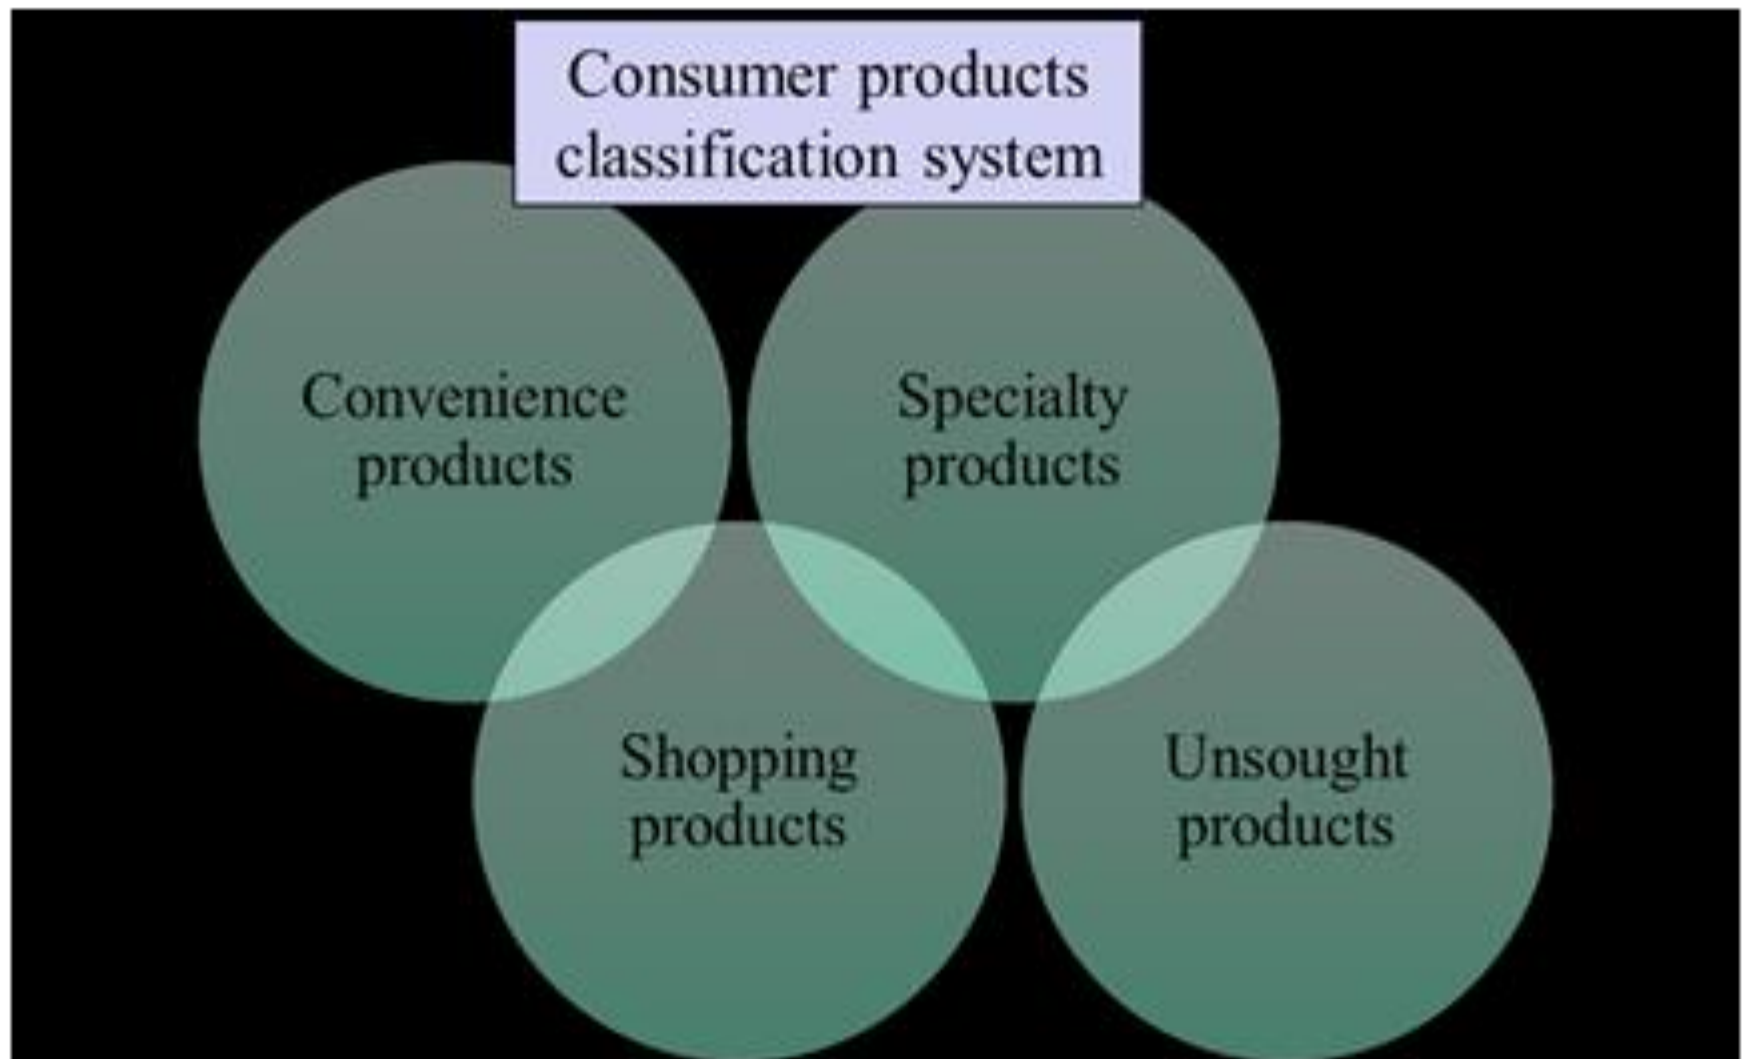 Consumer products
classification system
Convenience
products
Specialty
products
Shopping
products
Unsought
products